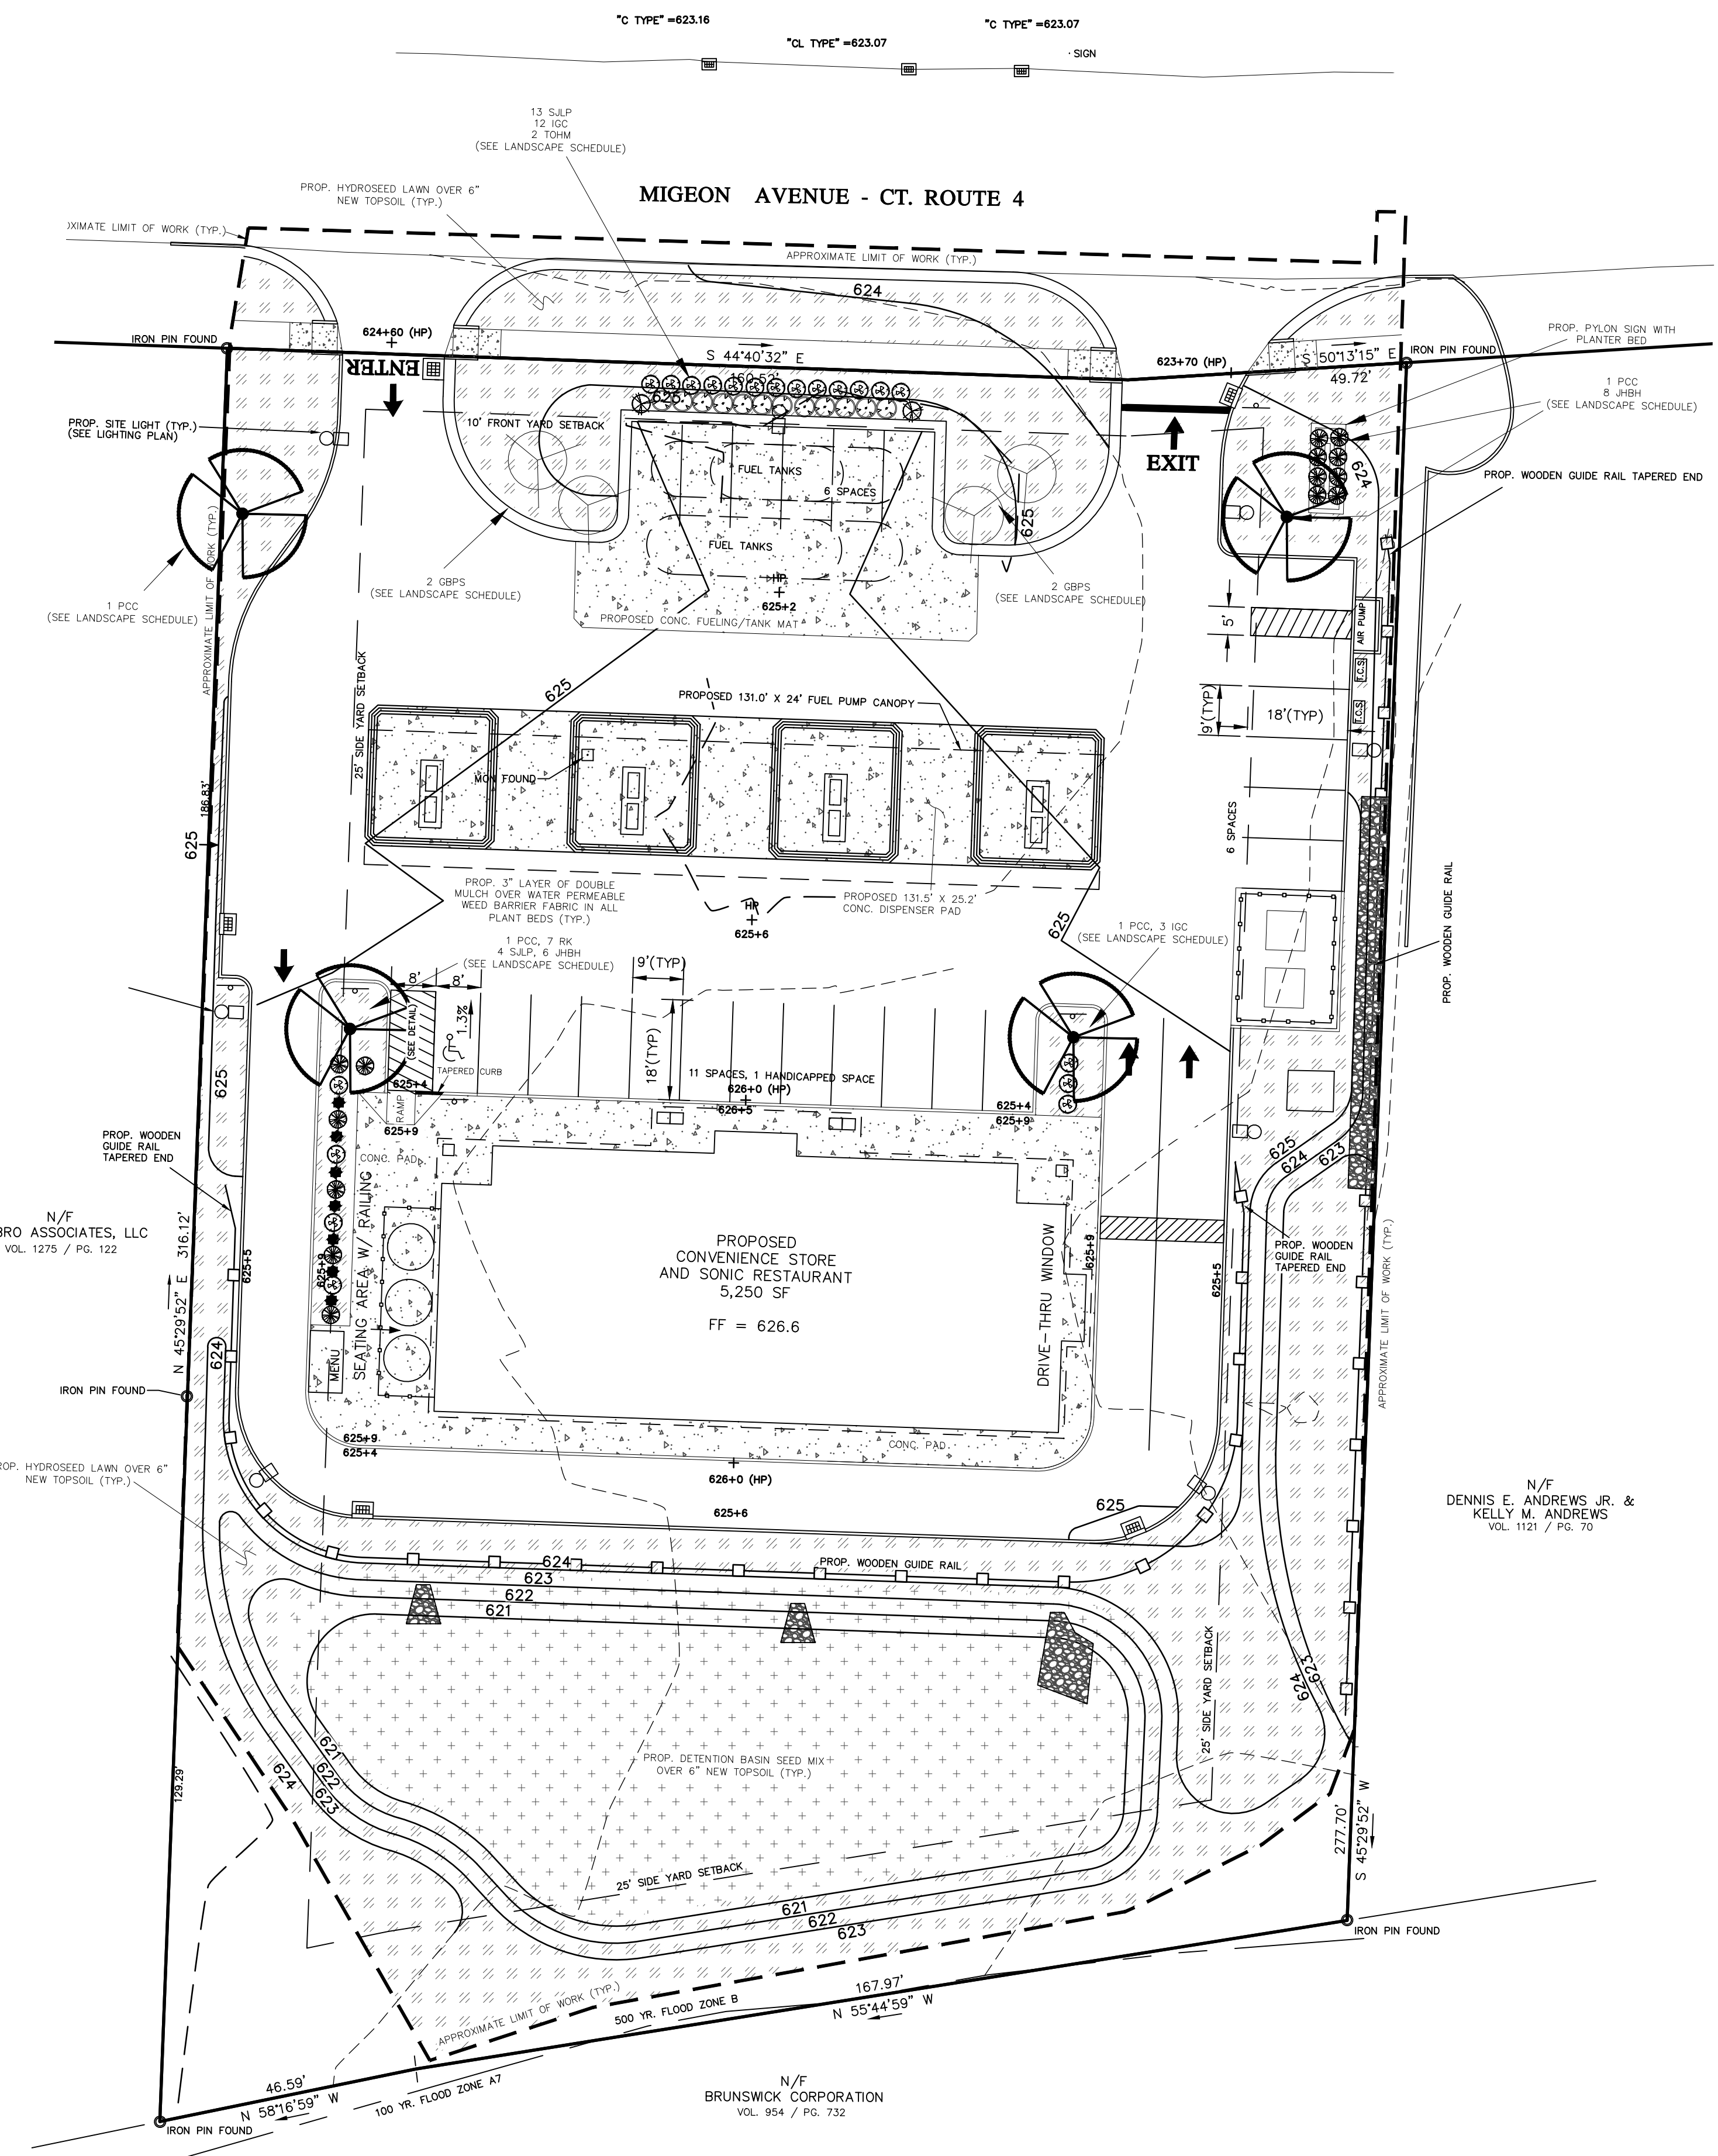 "C TYPE" =623.16
"C TYPE" =623.07
"CL TYPE" =623.07
SIGN
13 SJLP
12 IGC
2 TOHM
(SEE LANDSCAPE SCHEDULE)
PROP. HYDROSEED LAWN OVER 6"
NEW TOPSOIL (TYP.)
MIGEON AVENUE - CT. ROUTE 4
LIMIT OF WORK (TYP.)
APPROXIMATE LIMIT OF WORK (TYP.)
624
IRON PIN FOUND
624+60 (HP)
ENTER
S 44°40'32" E
623+70 (HP)
S 50°13'15" E
49.72'
IRON PIN FOUND
PROP. PYLON SIGN WITH
PLANTER BED
1 PCC
8 JHBH
(SEE LANDSCAPE SCHEDULE)
PROP. SITE LIGHT (TYP.)
(SEE LIGHTING PLAN)
10' FRONT YARD SETBACK
FUEL TANKS
6 SPACES
FUEL TANKS
EXIT
624
625
PROP. WOODEN GUIDE RAIL TAPERED END
1 PCC
(SEE LANDSCAPE SCHEDULE)
APPROXIMATE LIMIT OF WORK (TYP.)
2 GBPS
(SEE LANDSCAPE SCHEDULE)
HP
625+2
PROPOSED CONC. FUELING/TANK MAT
2 GBPS
(SEE LANDSCAPE SCHEDULE)
5'
AIR PUMP
T.C.S.
T.C.S.
9'(TYP)
18'(TYP)
25' SIDE YARD SETBACK
625
PROPOSED 131.0' X 24' FUEL PUMP CANOPY
MON FOUND
186.83'
625
6 SPACES
PROP. WOODEN GUIDE RAIL
PROP. 3" LAYER OF DOUBLE
MULCH OVER WATER PERMEABLE
WEED BARRIER FABRIC IN ALL
PLANT BEDS (TYP.)
HP
625+6
PROPOSED 131.5' X 25.2'
CONC. DISPENSER PAD
625
1 PCC, 7 RK
4 SJLP, 6 JHBH
(SEE LANDSCAPE SCHEDULE)
1 PCC, 3 IGC
(SEE LANDSCAPE SCHEDULE)
8'
8'
9'(TYP)
18'(TYP)
(SEE DETAIL)
1.3%
TAPERED CURB
11 SPACES, 1 HANDICAPPED SPACE
626+0 (HP)
626+5
625+4
RAMP
625+9
625+4
625+9
625
CONC. PAD
PROP. WOODEN
GUIDE RAIL
TAPERED END
N/F
BRO ASSOCIATES, LLC
VOL. 1275 / PG. 122
N 45°29'52" E 316.12'
625+5
625+9
SEATING AREA W/ RAILING
MENU
PROPOSED
CONVENIENCE STORE
AND SONIC RESTAURANT
5,250 SF
FF = 626.6
DRIVE-THRU WINDOW
625+9
625+5
625
624
623
PROP. WOODEN
GUIDE RAIL
TAPERED END
APPROXIMATE LIMIT OF WORK (TYP.)
624
IRON PIN FOUND
625+9
625+4
CONC. PAD
626+0 (HP)
625+6
625
PROP. HYDROSEED LAWN OVER 6"
NEW TOPSOIL (TYP.)
N/F
DENNIS E. ANDREWS JR. &
KELLY M. ANDREWS
VOL. 1121 / PG. 70
624
623
622
621
PROP. WOODEN GUIDE RAIL
25' SIDE YARD SETBACK
624
623
129.29'
621
622
623
624
PROP. DETENTION BASIN SEED MIX
OVER 6" NEW TOPSOIL (TYP.)
277.70'
S 45°29'52" W
25' SIDE YARD SETBACK
621
622
623
IRON PIN FOUND
APPROXIMATE LIMIT OF WORK (TYP.)
500 YR. FLOOD ZONE B
167.97'
N 55°44'59" W
46.59'
N 58°16'59" W
100 YR. FLOOD ZONE A7
IRON PIN FOUND
N/F
BRUNSWICK CORPORATION
VOL. 954 / PG. 732